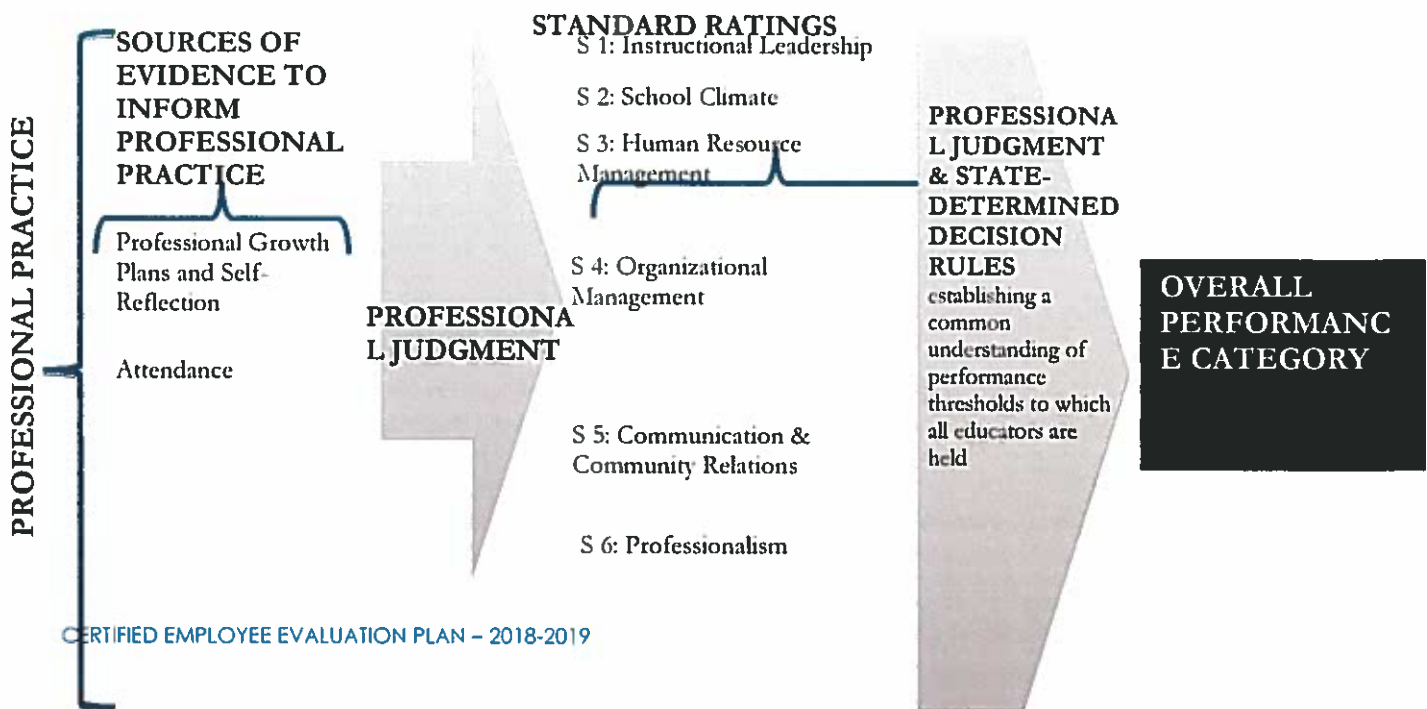 PROFESSIONAL PRACTICE
SOURCES OF
EVIDENCE TO
INFORM
PROFESSIONAL
PRACTICE
Professional Growth
Plans and Self-
Reflection
Attendance
PROFESSIONA
L JUDGMENT
STANDARD RATINGS
S 1: Instructional Leadership
S 2: School Climate
S 3: Human Resource
Management
S 4: Organizational
Management
S 5: Communication &
Community Relations
S 6: Professionalism
PROFESSIONA
L JUDGMENT
& STATE-
DETERMINED
DECISION
RULES
establishing a
common
understanding of
performance
thresholds to which
all educators are
held
OVERALL
PERFORMANC
E CATEGORY
CERTIFIED EMPLOYEE EVALUATION PLAN – 2018-2019